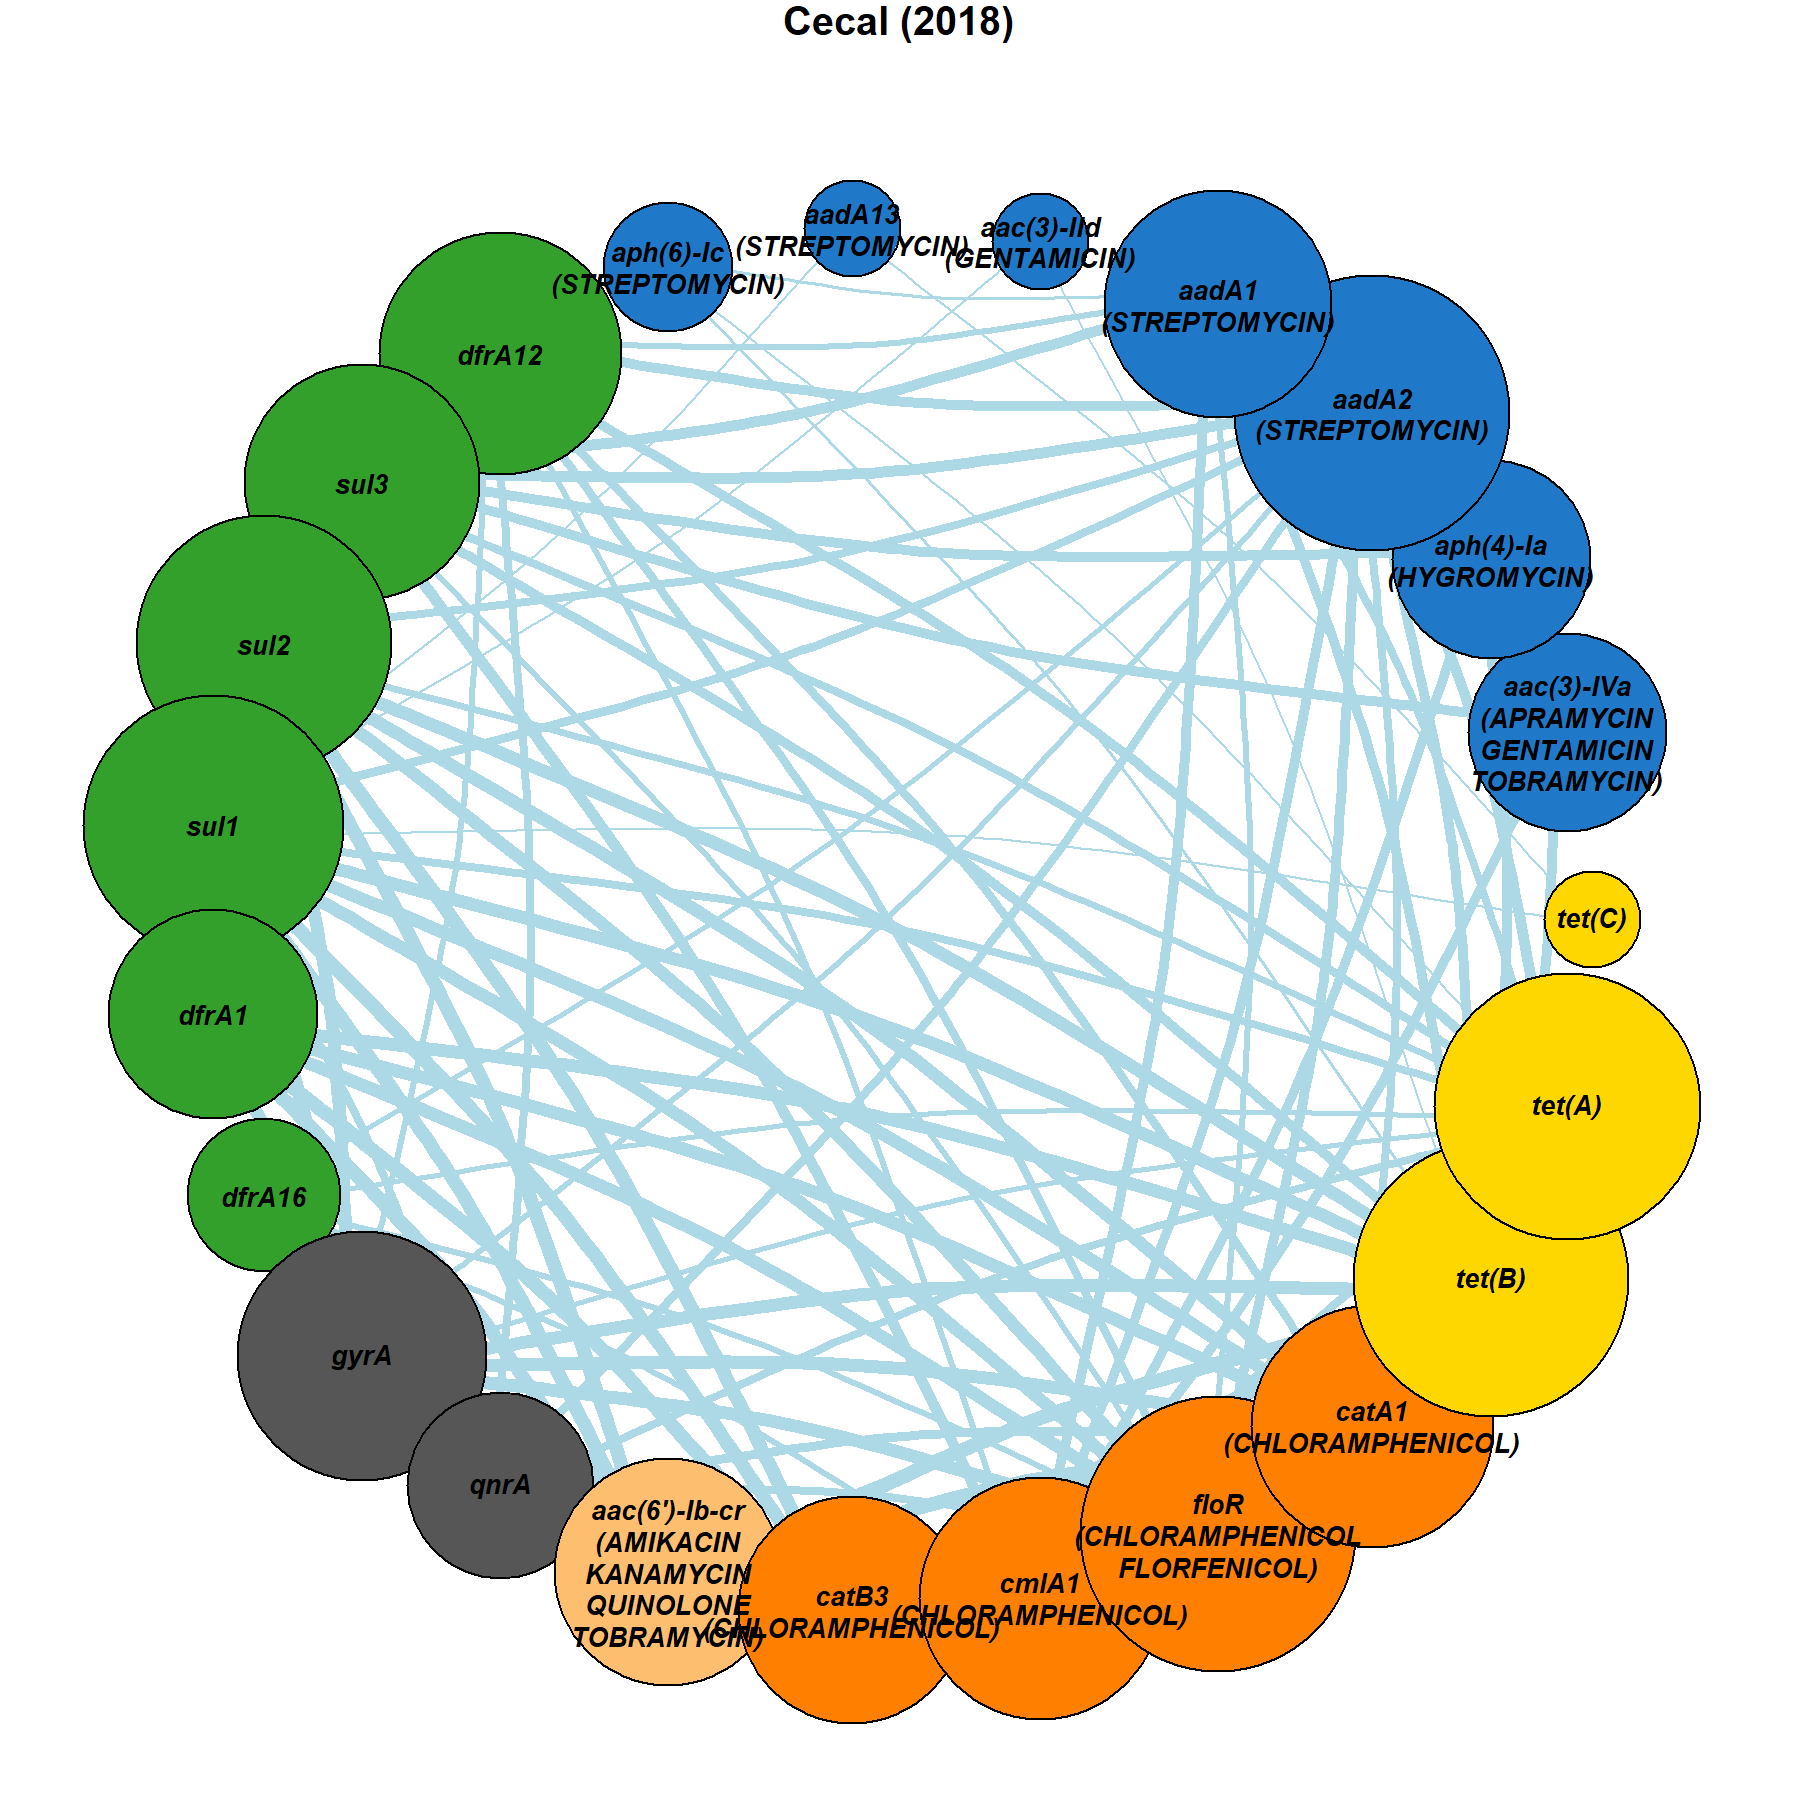 Cecal (2018)
aadA13
(STREPTOMYCIN)
aac(3)-IId
(GENTAMICIN)
aph(6)-Ic
(STREPTOMYCIN)
aadA1
(STREPTOMYCIN)
dfrA12
aadA2
(STREPTOMYCIN)
sul3
aph(4)-Ia
(HYGROMYCIN)
sul2
aac(3)-IVa
(APRAMYCIN
GENTAMICIN
TOBRAMYCIN)
sul1
tet(C)
dfrA1
tet(A)
dfrA16
tet(B)
gyrA
catA1
(CHLORAMPHENICOL)
qnrA
floR
(CHLORAMPHENICOL
FLORFENICOL)
aac(6')-Ib-cr
(AMIKACIN
KANAMYCIN
QUINOLONE
TOBRAMYCIN)
catB3
(CHLORAMPHENICOL)
cmlA1
(CHLORAMPHENICOL)